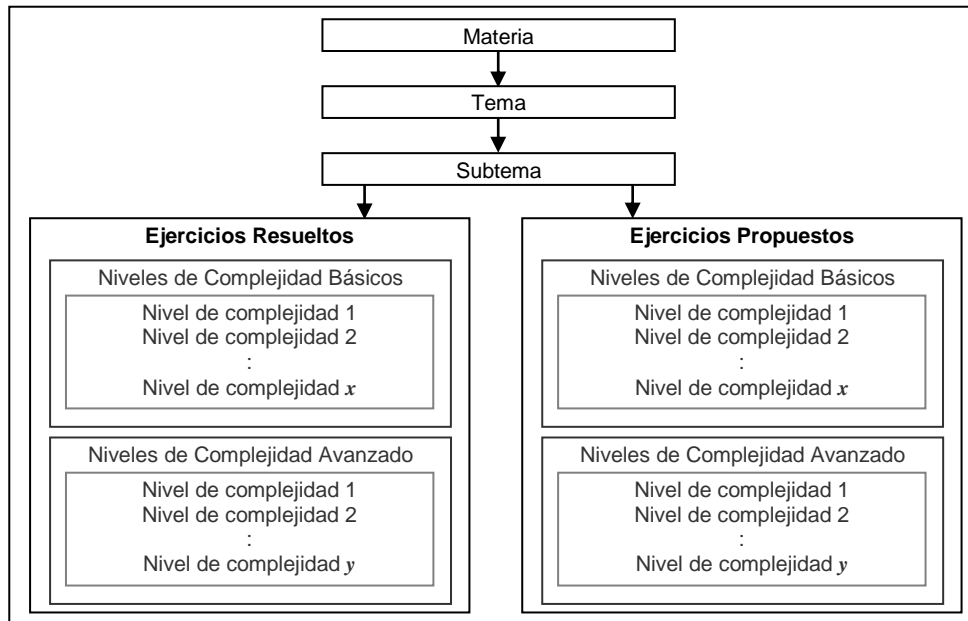 Materia
Tema
Subtema
Ejercicios Resueltos
Niveles de Complejidad Básicos
Nivel de complejidad 1
Nivel de complejidad 2
:
Nivel de complejidad x
Niveles de Complejidad Avanzado
Nivel de complejidad 1
Nivel de complejidad 2
:
Nivel de complejidad y
Ejercicios Propuestos
Niveles de Complejidad Básicos
Nivel de complejidad 1
Nivel de complejidad 2
:
Nivel de complejidad x
Niveles de Complejidad Avanzado
Nivel de complejidad 1
Nivel de complejidad 2
:
Nivel de complejidad y